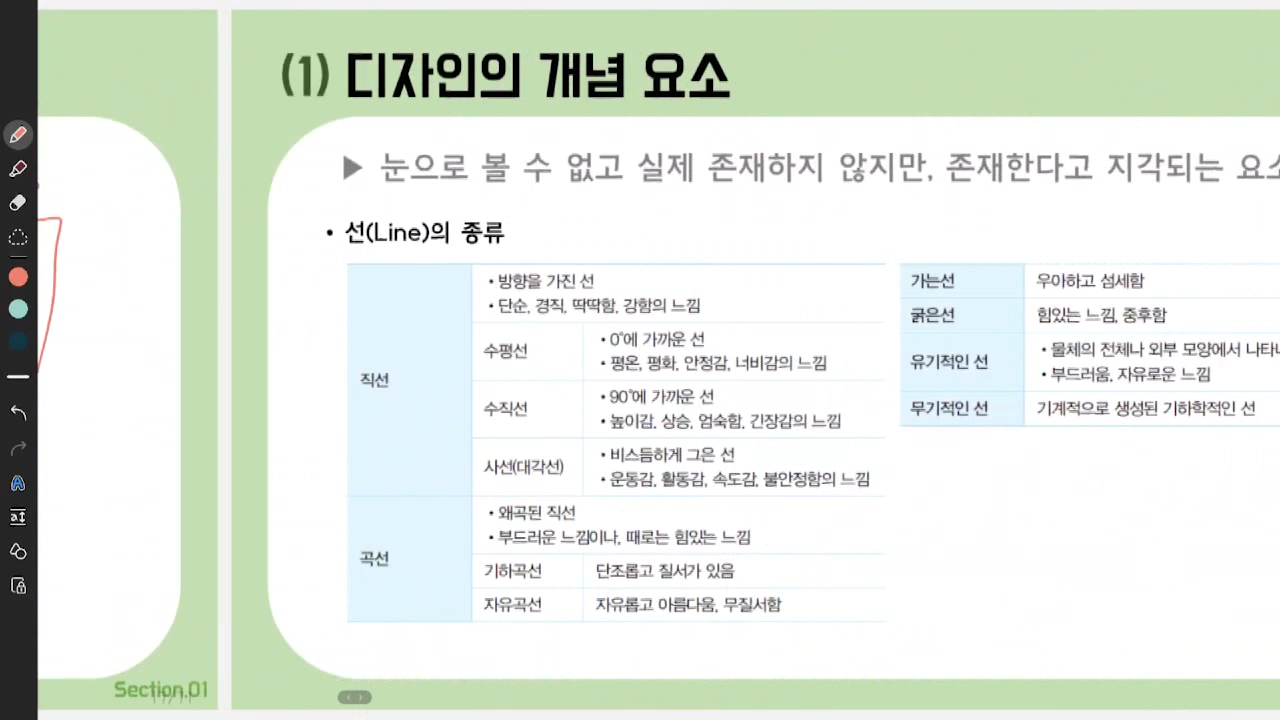 (1) 디자인의 개념 요소
▶ 눈으로 볼 수 없고 실제 존재하지 않지만, 존재한다고 지각되는 요소
• 선(Line)의 종류
직선
• 방향을 가진 선
• 단순, 경직, 딱딱함, 강함의 느낌
수평선
• 0°에 가까운 선
• 평온, 평화, 안정감, 너비감의 느낌
수직선
• 90°에 가까운 선
• 높이감, 상승, 엄숙함, 긴장감의 느낌
사선(대각선)
• 비스듬하게 그은 선
• 운동감, 활동감, 속도감, 불안정함의 느낌
곡선
• 왜곡된 직선
• 부드러운 느낌이나, 때로는 힘있는 느낌
기하곡선 단조롭고 질서가 있음
자유곡선 자유롭고 아름다움, 무질서함
가는선 우아하고 섬세함
굵은선 힘있는 느낌, 중후함
유기적인 선
• 물체의 전체나 외부 모양에서
• 부드러움, 자유로운 느낌
무기적인 선 기계적으로 생성된 기하학적인 선
Section.01
11/11